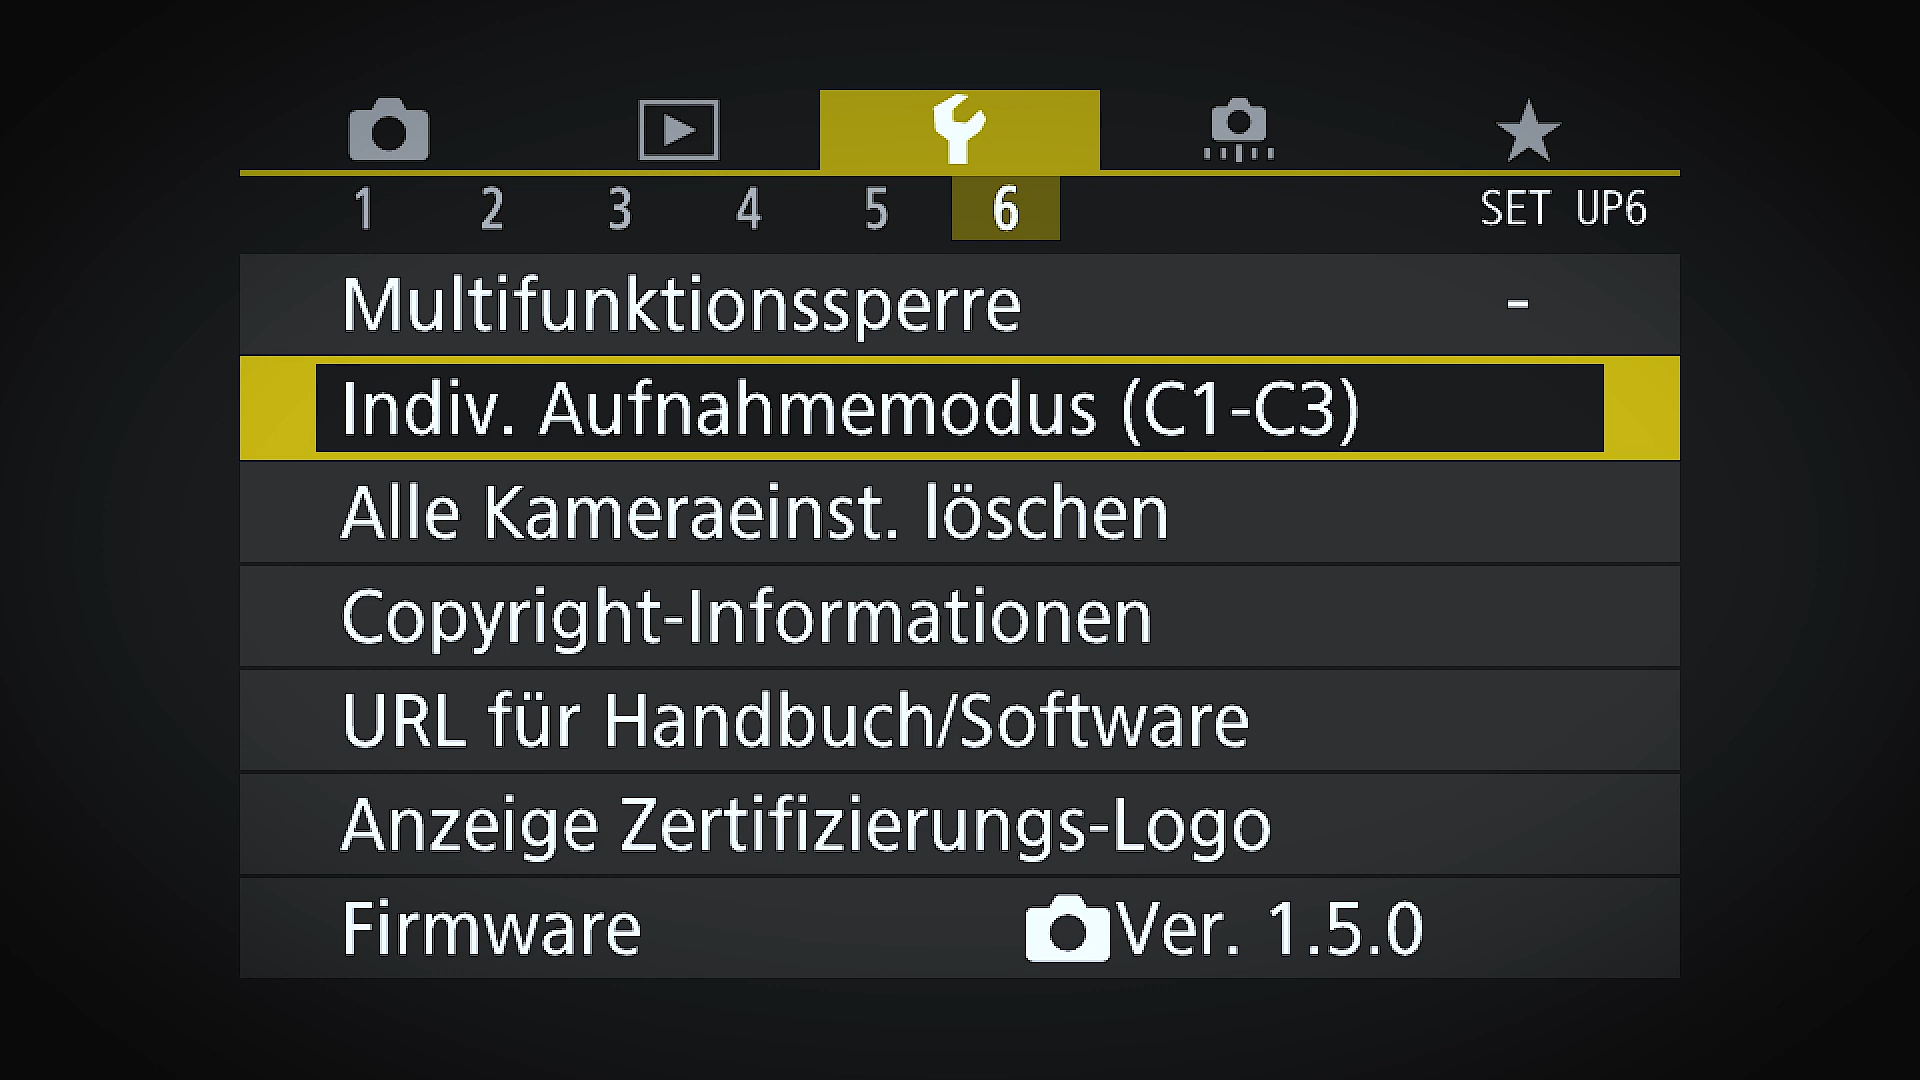 1 2 3 4 5 6 SET UP6
Multifunktionssperre -
Indiv. Aufnahmemodus (C1-C3)
Alle Kameraeinst. löschen
Copyright-Informationen
URL für Handbuch/Software
Anzeige Zertifizierungs-Logo
Firmware Ver. 1.5.0